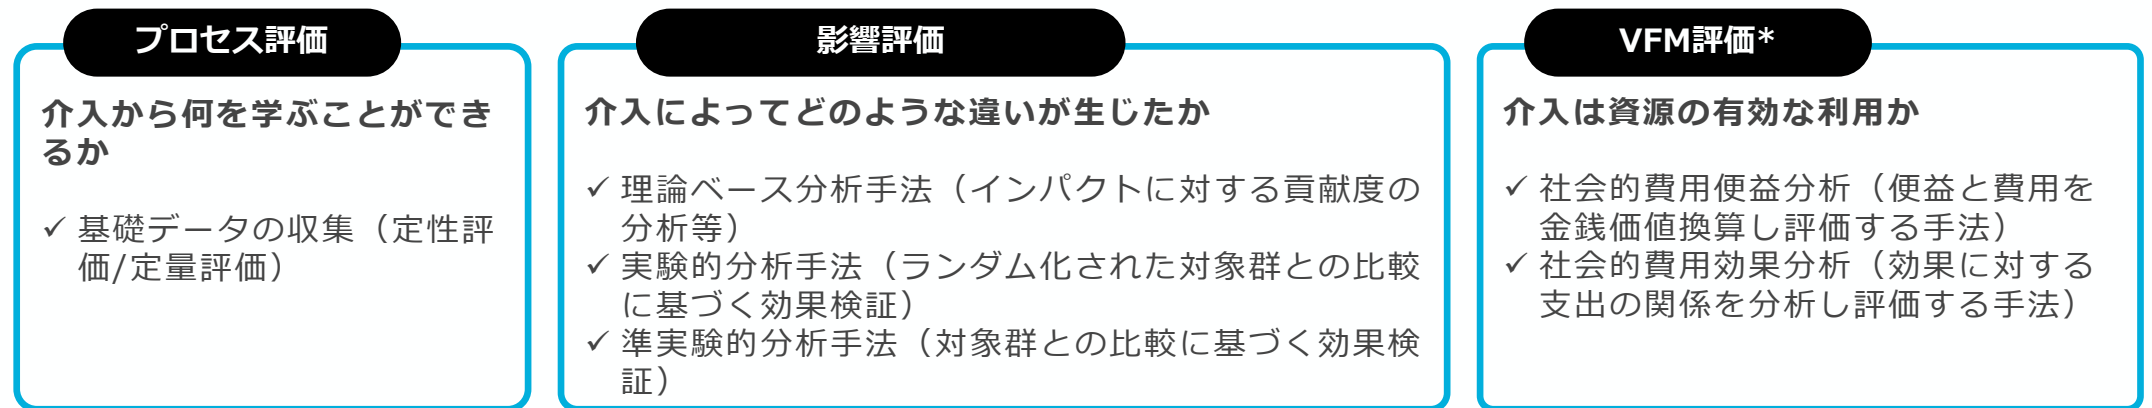 プロセス評価
介入から何を学ぶことができ
るか
✓ 基礎データの収集（定性評
価/定量評価）
影響評価
介入によってどのような違いが生じたか
✓ 理論ベース分析手法（インパクトに対する貢献度の
分析等）
✓ 実験的分析手法（ランダム化された対象群との比較
に基づく効果検証）
✓ 準実験的分析手法（対象群との比較に基づく効果検
証）
VFM評価*
介入は資源の有効な利用か
✓ 社会的費用便益分析（便益と費用を
金銭価値換算し評価する手法）
✓ 社会的費用効果分析（効果に対する
支出の関係を分析し評価する手法）